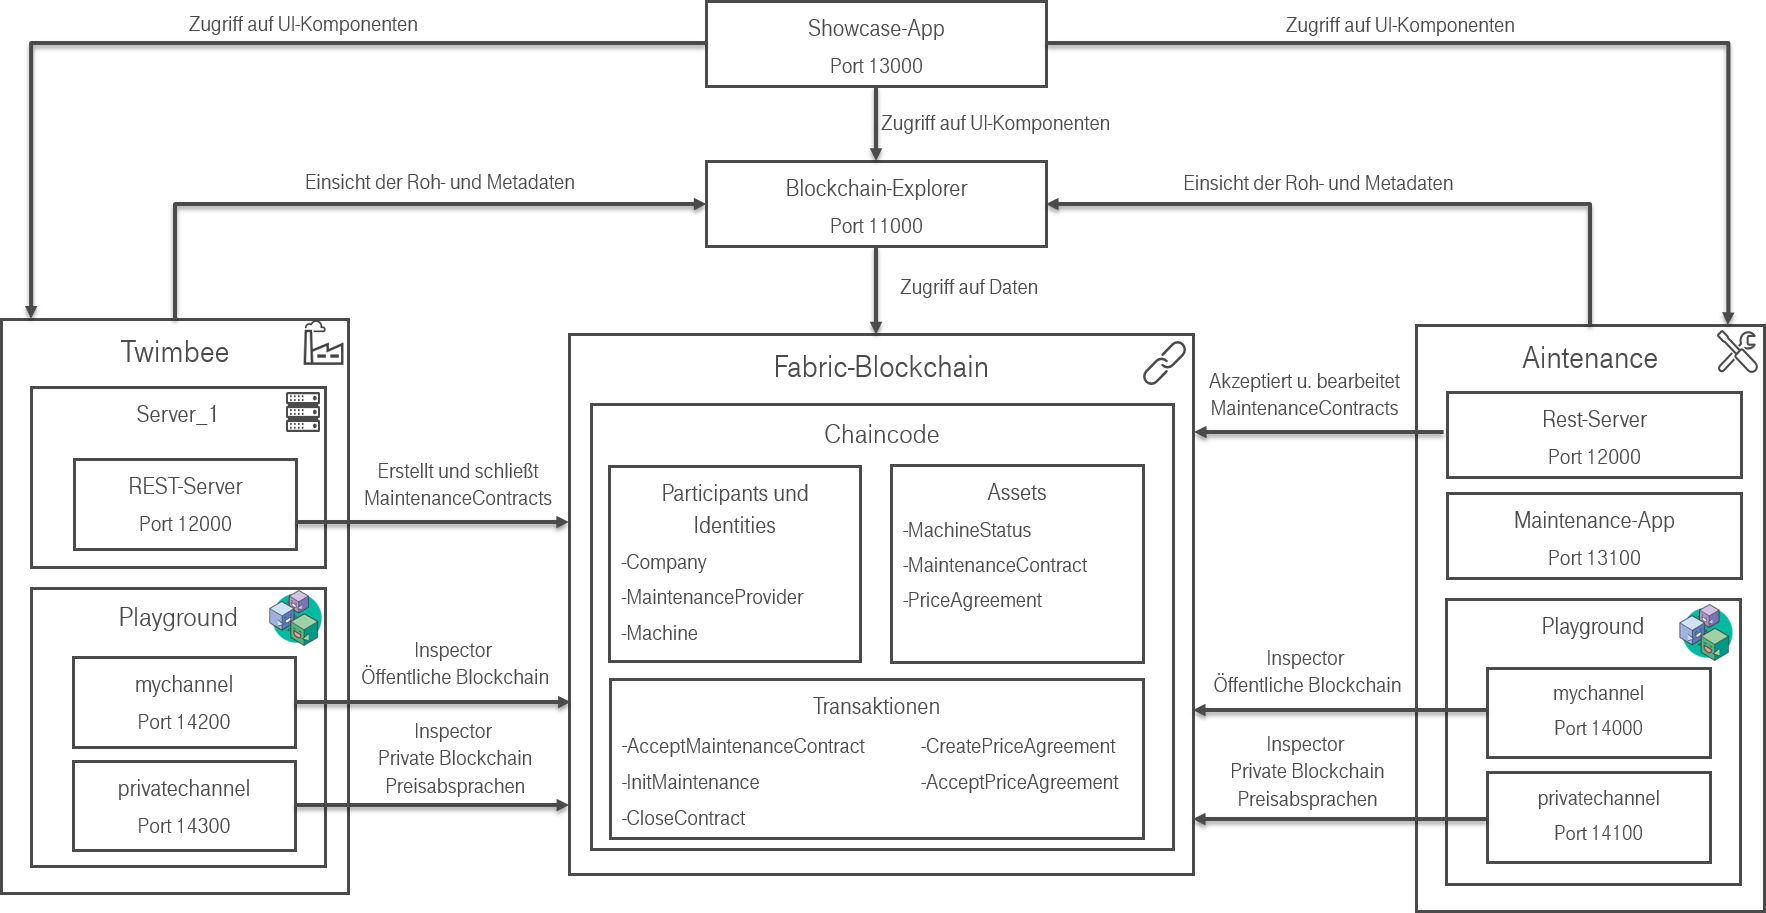 Zugriff auf UI-Komponenten
Showcase-App
Port 13000
Zugriff auf UI-Komponenten
Zugriff auf UI-Komponenten
Einsicht der Roh- und Metadaten
Blockchain-Explorer
Port 11000
Einsicht der Roh- und Metadaten
Zugriff auf Daten
Twimbee
Server_1
REST-Server
Port 12000
Playground
mychannel
Port 14200
privatechannel
Port 14300
Erstellt und schließt
MaintenanceContracts
Inspector
Öffentliche Blockchain
Inspector
Private Blockchain
Preisabsprachen
Fabric-Blockchain
Chaincode
Participants und
Identities
-Company
-MaintenanceProvider
-Machine
Assets
-MachineStatus
-MaintenanceContract
-PriceAgreement
Transaktionen
-AcceptMaintenanceContract
-InitMaintenance
-CloseContract
-CreatePriceAgreement
-AcceptPriceAgreement
Akzeptiert u. bearbeitet
MaintenanceContracts
Inspector
Öffentliche Blockchain
Inspector
Private Blockchain
Preisabsprachen
Aintenance
Rest-Server
Port 12000
Maintenance-App
Port 13100
Playground
mychannel
Port 14000
privatechannel
Port 14100